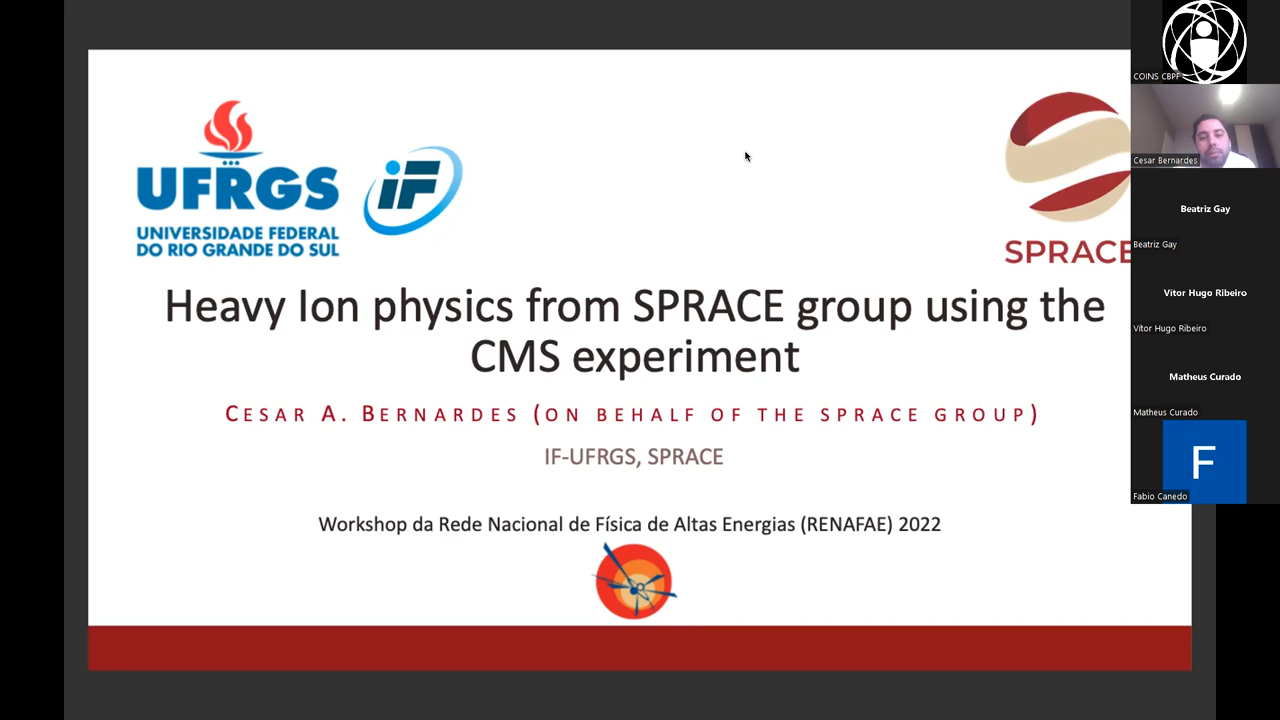 UFRGS
UNIVERSIDADE FEDERAL
DO RIO GRANDE DO SUL
iF
SPRACE
Heavy Ion physics from SPRACE group using the
CMS experiment
CESAR A. BERNARDES (ON BEHALF OF THE SPRACE GROUP)
IF-UFRGS, SPRACE
Workshop da Rede Nacional de Física de Altas Energias (RENAFAE) 2022
COINS CBPF
Cesar Bernardes
Beatriz Gay
Beatriz Gay
Vítor Hugo Ribeiro
Vítor Hugo Ribeiro
Matheus Curado
Matheus Curado
F
Fabio Canedo